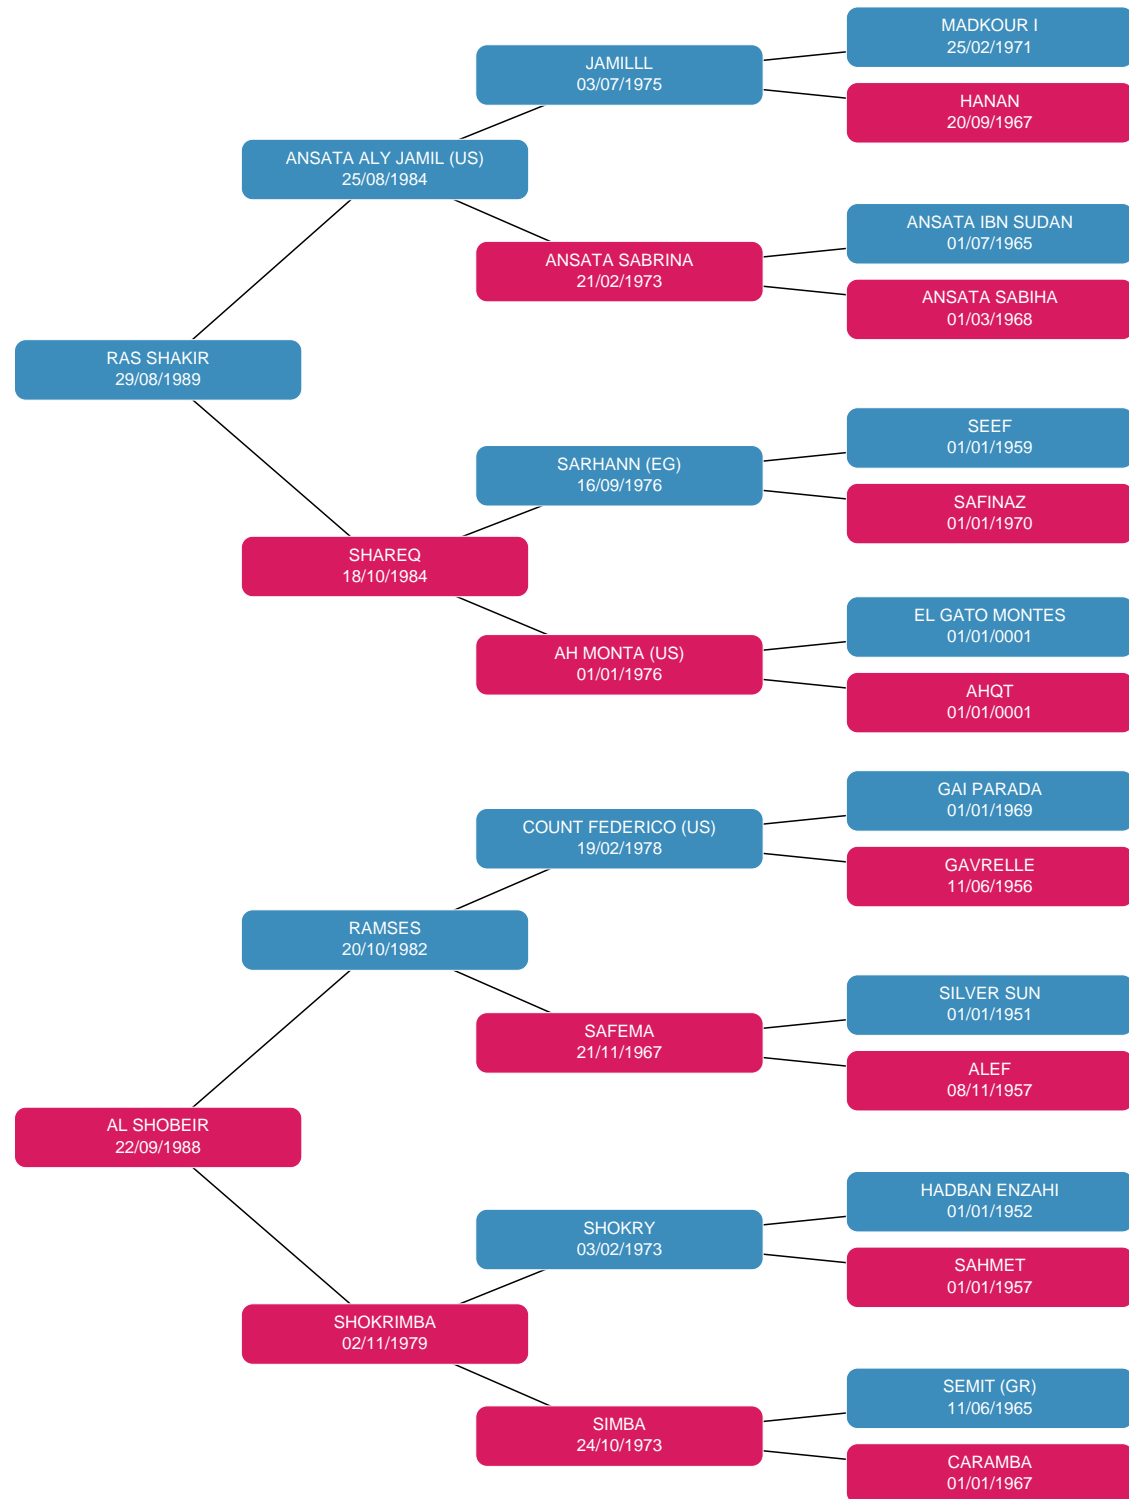 MADKOUR I
25/02/1971
JAMILLL
03/07/1975
HANAN
20/09/1967
ANSATA ALY JAMIL (US)
25/08/1984
ANSATA IBN SUDAN
01/07/1965
ANSATA SABRINA
21/02/1973
ANSATA SABIHA
01/03/1968
RAS SHAKIR
29/08/1989
SEEF
01/01/1959
SARHANN (EG)
16/09/1976
SAFINAZ
01/01/1970
SHAREQ
18/10/1984
EL GATO MONTES
01/01/0001
AH MONTA (US)
01/01/1976
AHQT
01/01/0001
GAI PARADA
01/01/1969
COUNT FEDERICO (US)
19/02/1978
GAVRELLE
11/06/1956
RAMSES
20/10/1982
SILVER SUN
01/01/1951
SAFEMA
21/11/1967
ALEF
08/11/1957
AL SHOBEIR
22/09/1988
HADBAN ENZAHI
01/01/1952
SHOKRY
03/02/1973
SAHMET
01/01/1957
SHOKRIMBA
02/11/1979
SEMIT (GR)
11/06/1965
SIMBA
24/10/1973
CARAMBA
01/01/1967